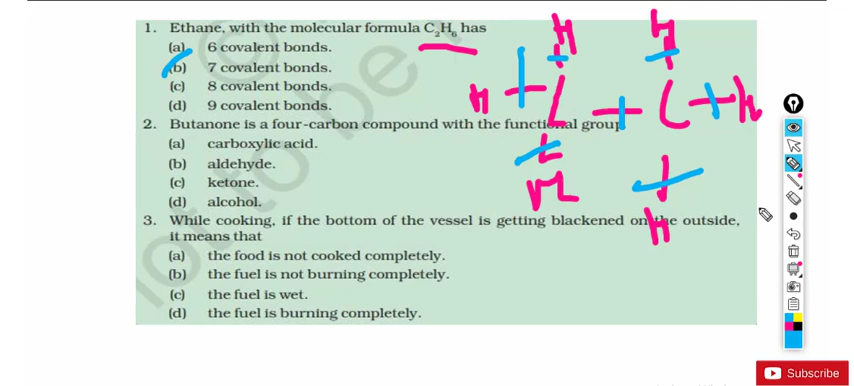 1. Ethane, with the molecular formula C₂H₆ has
(a) 6 covalent bonds.
(b) 7 covalent bonds.
(c) 8 covalent bonds.
(d) 9 covalent bonds.
2. Butanone is a four-carbon compound with the functional group
(a) carboxylic acid.
(b) aldehyde.
(c) ketone.
(d) alcohol.
3. While cooking, if the bottom of the vessel is getting blackened on the outside,
it means that
(a) the food is not cooked completely.
(b) the fuel is not burning completely.
(c) the fuel is wet.
(d) the fuel is burning completely.
H H
H C C H
H H
Subscribe